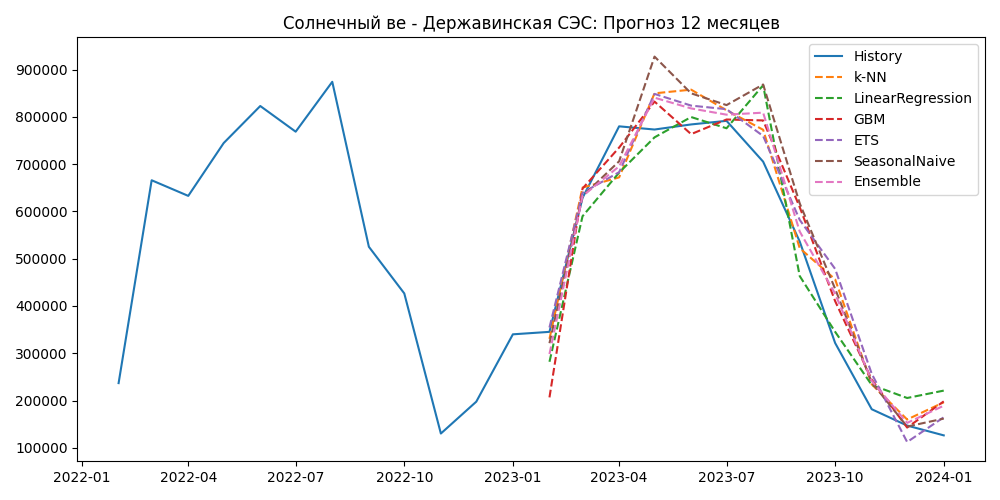 Солнечный ве - Державинская СЭС: Прогноз 12 месяцев
900000
800000
700000
600000
500000
400000
300000
200000
100000
History
k-NN
LinearRegression
GBM
ETS
SeasonalNaive
Ensemble
2022-01
2022-04
2022-07
2022-10
2023-01
2023-04
2023-07
2023-10
2024-01